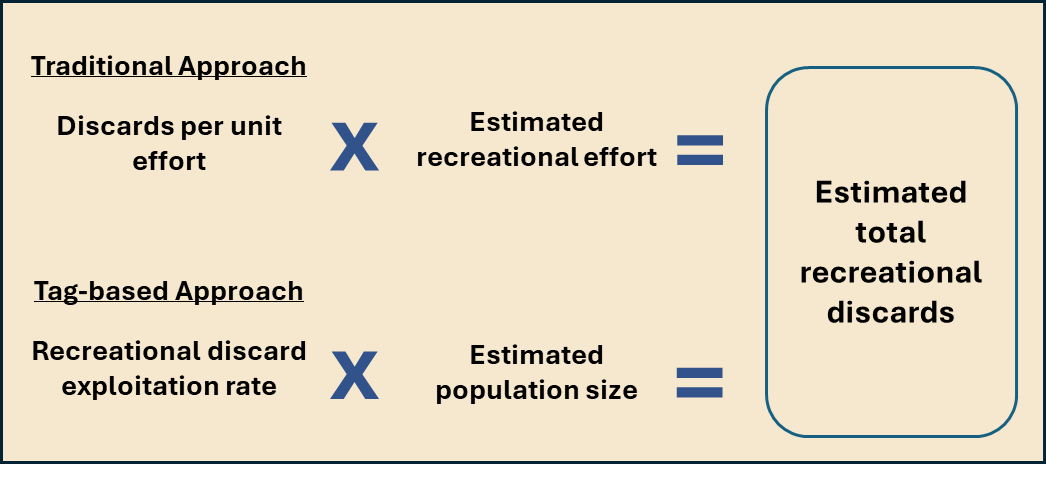 Traditional Approach
Discards per unit
effort
X
Estimated
recreational effort
=
Tag-based Approach
Recreational discard
exploitation rate
X
Estimated
population size
=
Estimated
total
recreational
discards